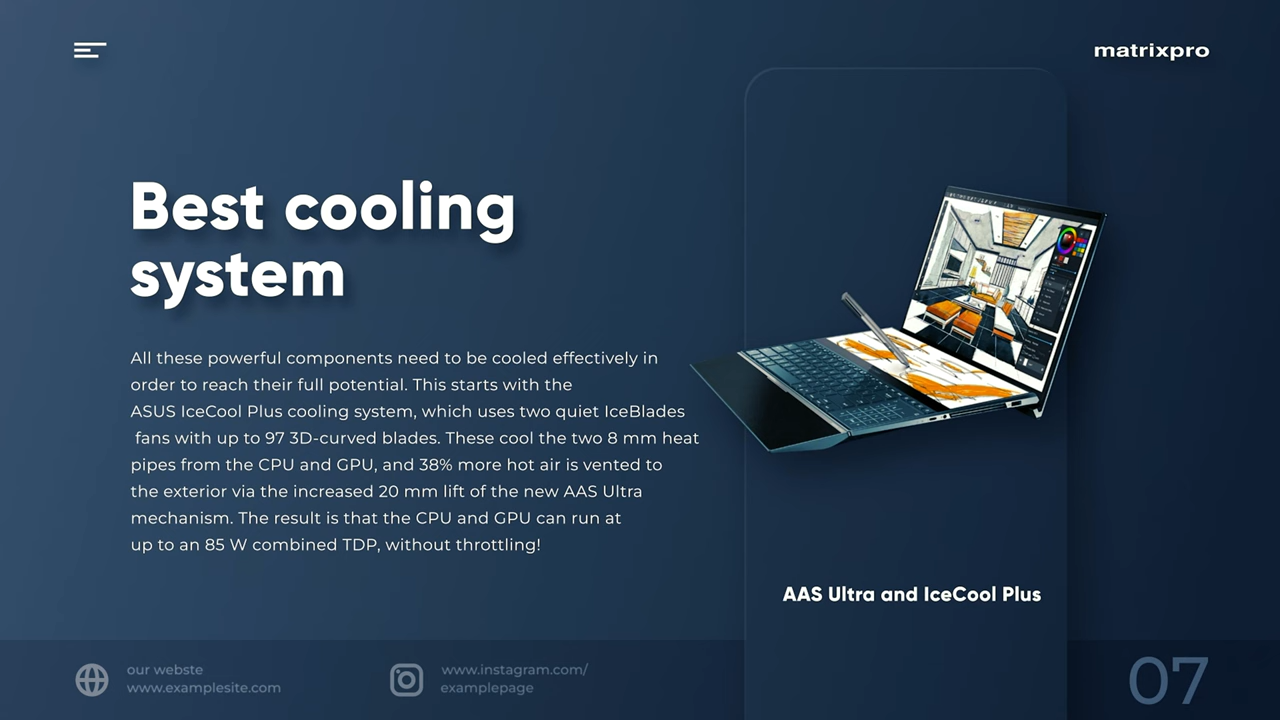 matrixpro
Best cooling
system
All these powerful components need to be cooled effectively in
order to reach their full potential. This starts with the
ASUS IceCool Plus cooling system, which uses two quiet IceBlades
fans with up to 97 3D-curved blades. These cool the two 8 mm heat
pipes from the CPU and GPU, and 38% more hot air is vented to
the exterior via the increased 20 mm lift of the new AAS Ultra
mechanism. The result is that the CPU and GPU can run at
up to an 85 W combined TDP, without throttling!
AAS Ultra and IceCool Plus
our webste
www.examplesite.com
www.instagram.com/
examplepage
07